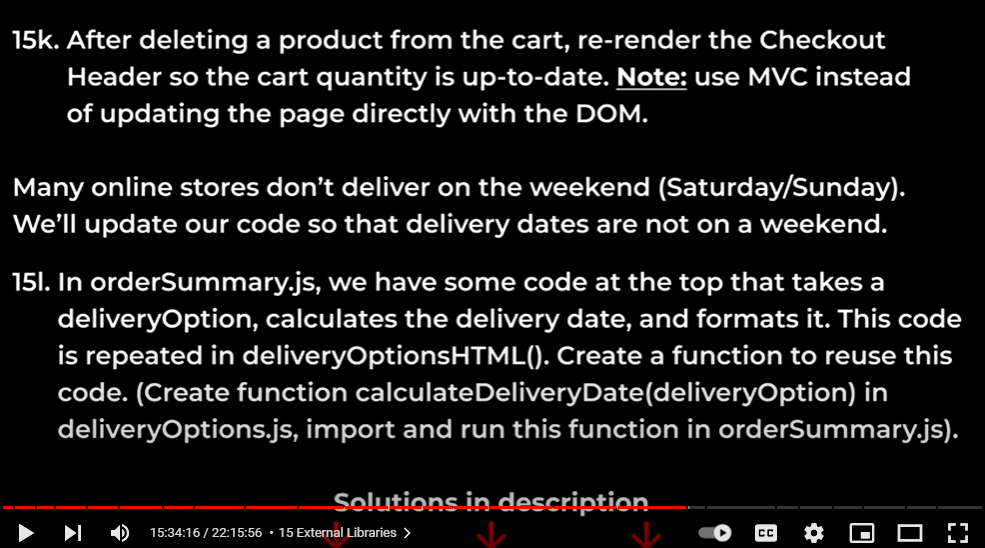 15k. After deleting a product from the cart, re-render the Checkout
Header so the cart quantity is up-to-date. Note: use MVC instead
of updating the page directly with the DOM.
Many online stores don’t deliver on the weekend (Saturday/Sunday).
We’ll update our code so that delivery dates are not on a weekend.
15l. In orderSummary.js, we have some code at the top that takes a
deliveryOption, calculates the delivery date, and formats it. This code
is repeated in deliveryOptionsHTML(). Create a function to reuse this
code. (Create function calculateDeliveryDate(deliveryOption) in
deliveryOptions.js, import and run this function in orderSummary.js).
Solutions in description
15:34:16 / 22:15:56 • 15 External Libraries >
CC